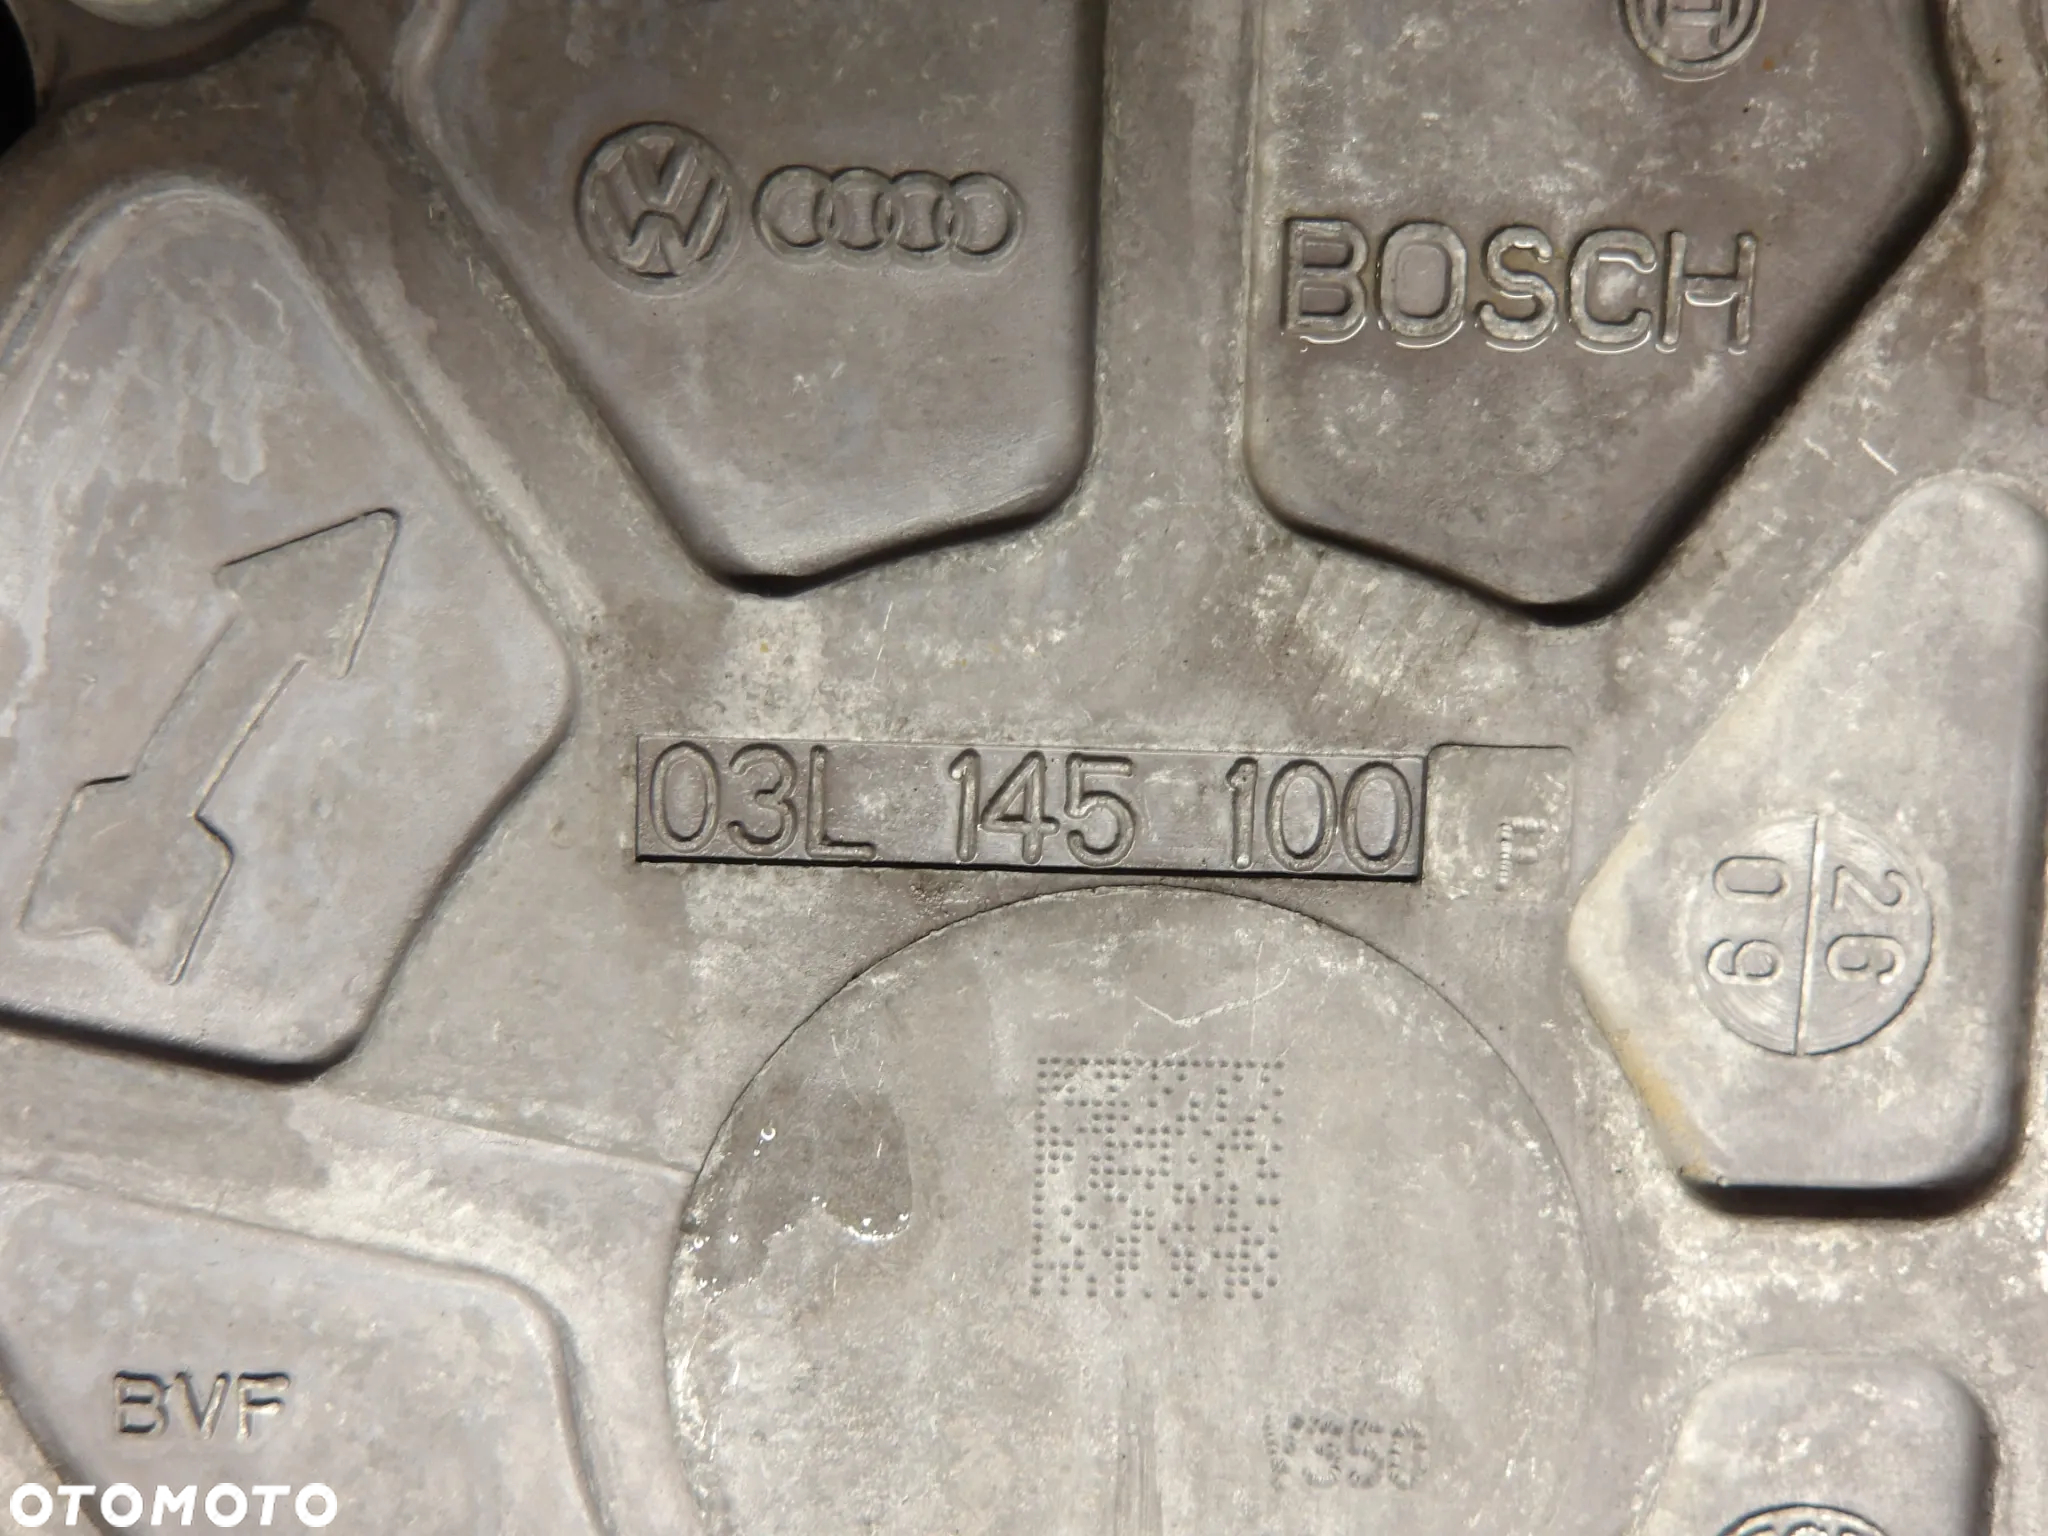 BOSCH
03L 145 100
26
09
BVF
OTOMOTO